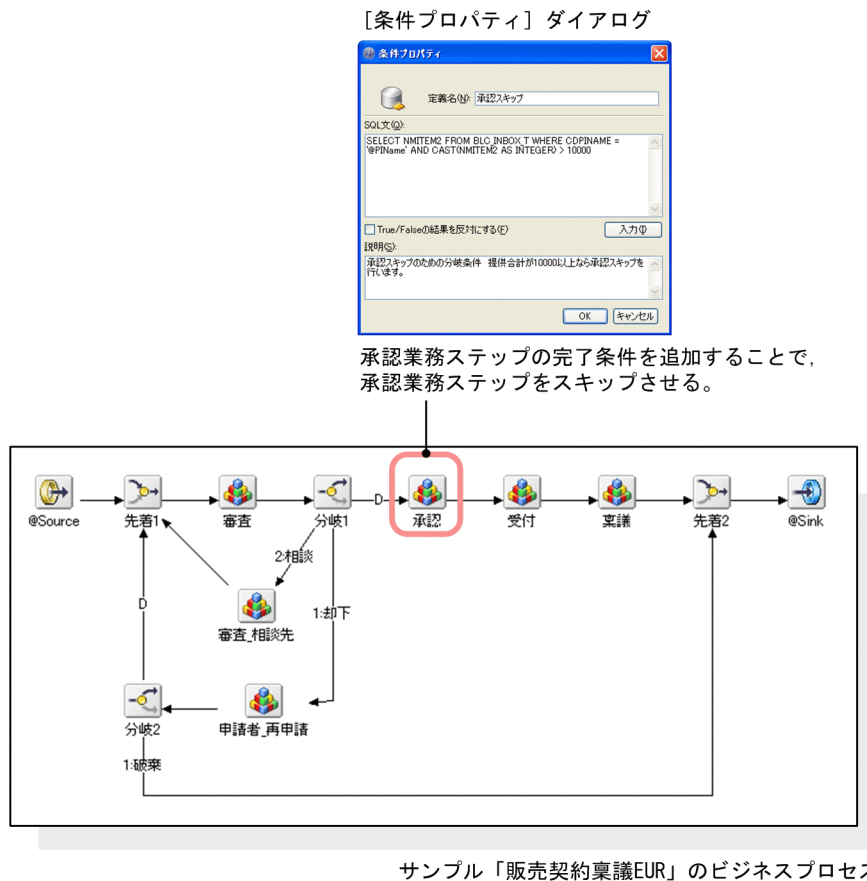 ［条件プロパティ］ダイアログ
条件プロパティ
定義名(N): 承認スキップ
SQL文(Q):
SELECT NMITEM2 FROM BLC_INBOX_T WHERE CDPINAME =
'@PIName' AND CAST(NMITEM2 AS INTEGER) > 10000
True/Falseの結果を反対にする(F)
入力(I)
説明(S):
承認スキップのための分岐条件　提供合計が10000以上なら承認スキップを
行います。
OK キャンセル
承認業務ステップの完了条件を追加することで,
承認業務ステップをスキップさせる。
D
@Source 先着1 審査 分岐1 承認 受付 稟議 先着2 @Sink
2:相談
D
1:却下
審査_相談先
分岐2 申請者_再申請
1:破棄
サンプル「販売契約稟議EUR」のビジネスプロセス